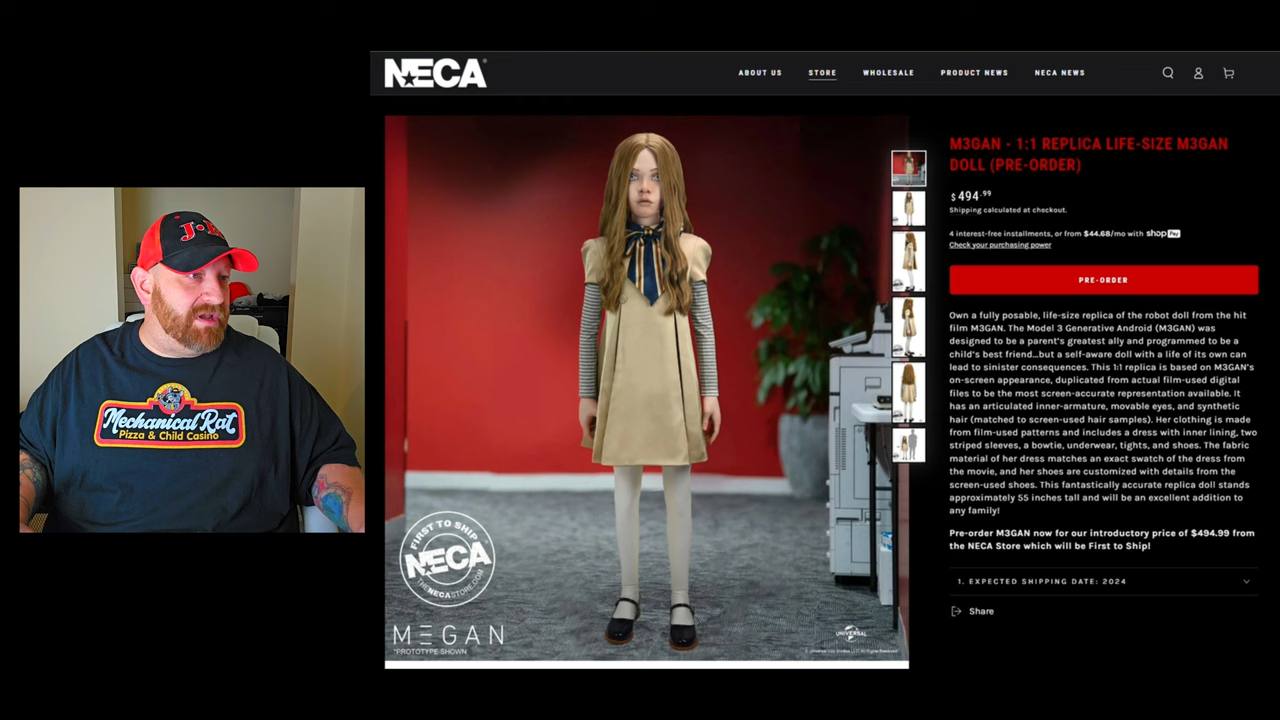 NECA
ABOUT US
STORE
WHOLESALE
PRODUCT NEWS
NECA NEWS
J
Mechanical Rat
Pizza & Child Casino
FIRST TO SHIP
NECA
THENECASTORE.COM
MΞGAN
*PROTOTYPE SHOWN
UNIVERSAL
M3GAN - 1:1 REPLICA LIFE-SIZE M3GAN
DOLL (PRE-ORDER)
$494.99
Shipping calculated at checkout.
4 interest-free installments, or from $44.68/mo with shop Pay
Check your purchasing power
PRE-ORDER
Own a fully posable, life-size replica of the robot doll from the hit
film M3GAN. The Model 3 Generative Android (M3GAN) was
designed to be a parent's greatest ally and programmed to be a
child's best friend...but a self-aware doll with a life of its own can
lead to sinister consequences. This 1:1 replica is based on M3GAN's
on-screen appearance, duplicated from actual film-used digital
files to be the most screen-accurate representation available. It
has an articulated inner-armature, movable eyes, and synthetic
hair (matched to screen-used hair samples). Her clothing is made
from film-used patterns and includes a dress with inner lining, two
striped sleeves, a bowtie, underwear, tights, and shoes. The fabric
material of her dress matches an exact swatch of the dress from
the movie, and her shoes are customized with details from the
screen-used shoes. This fantastically accurate replica doll stands
approximately 55 inches tall and will be an excellent addition to
any family!
Pre-order M3GAN now for our introductory price of $494.99 from
the NECA Store which will be First to Ship!
1. EXPECTED SHIPPING DATE: 2024
Share